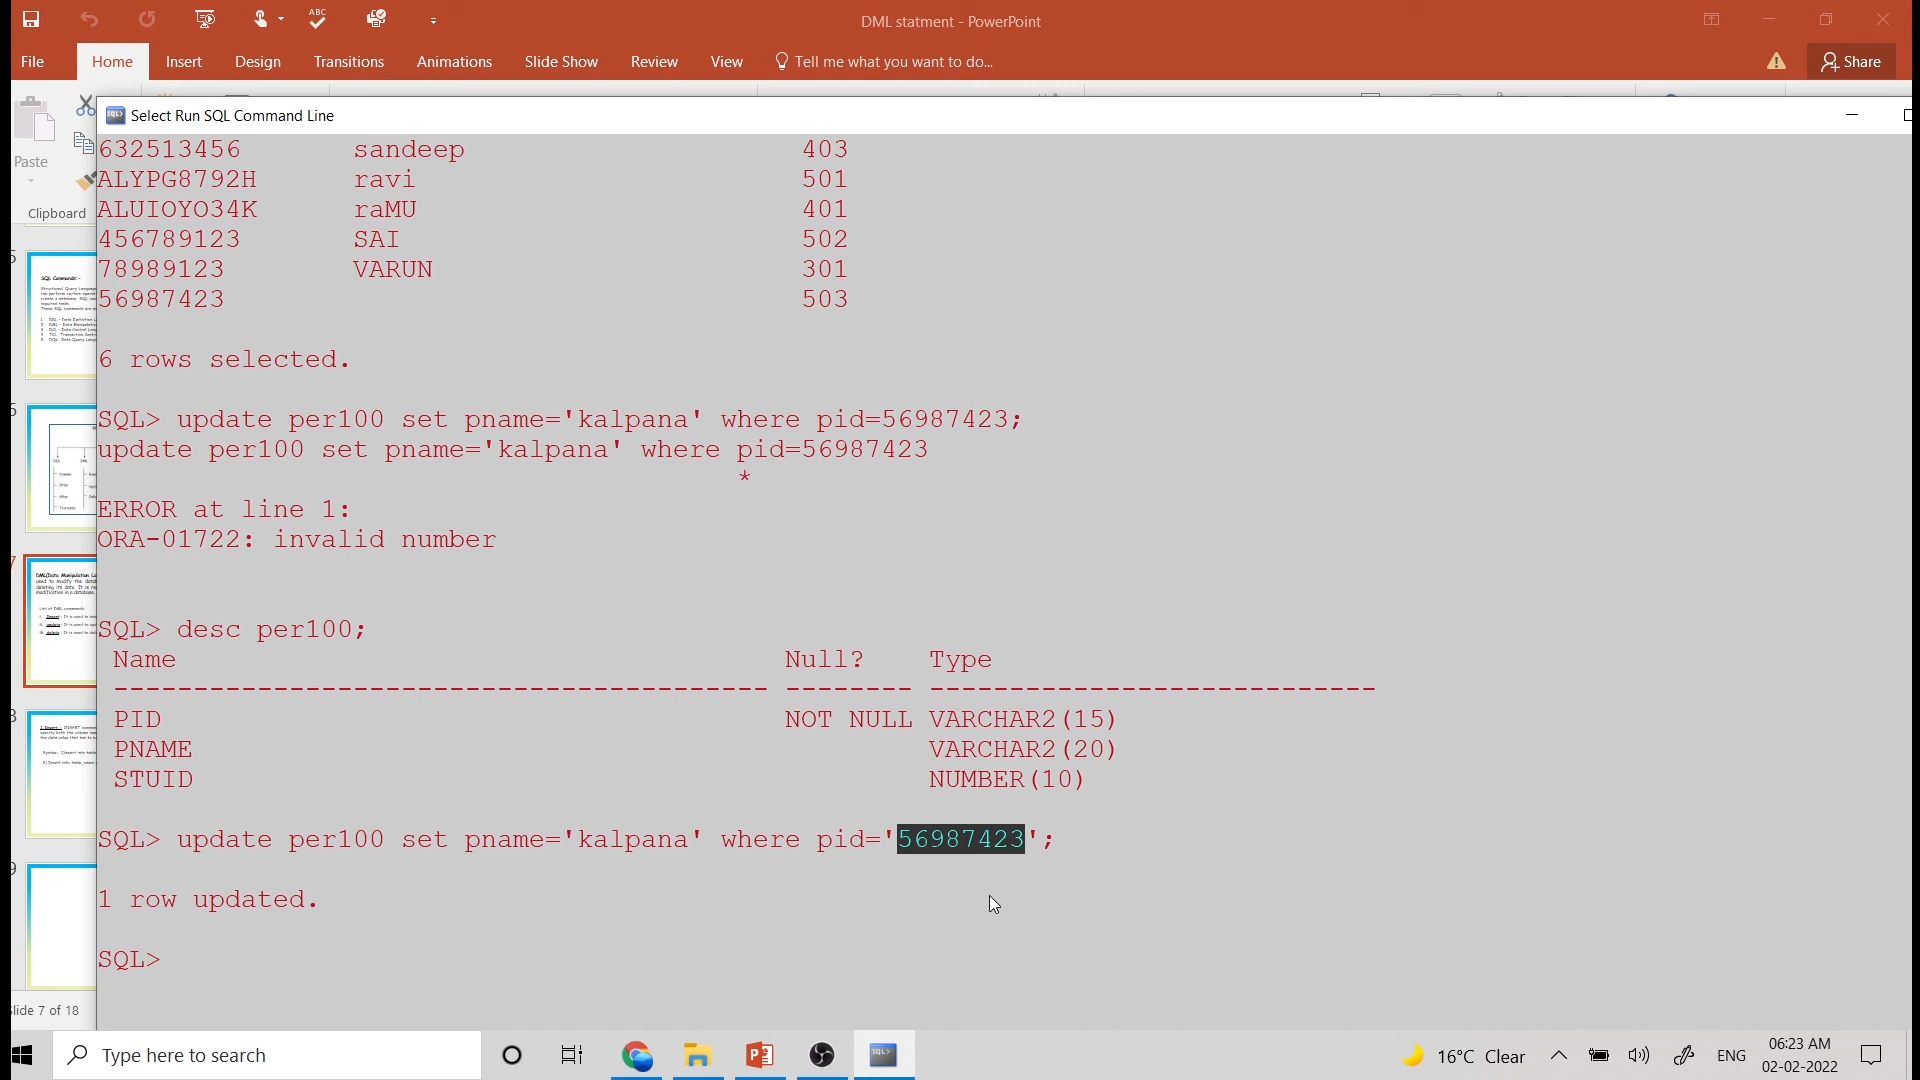 ABC
DML statment - PowerPoint
File Home Insert Design Transitions Animations Slide Show Review View Tell me what you want to do... Share
SQL> Select Run SQL Command Line
Paste
Clipboard
632513456 sandeep 403
ALYPG8792H ravi 501
ALUIOYO34K raMU 401
456789123 SAI 502
78989123 VARUN 301
56987423 503
6 rows selected.
SQL> update per100 set pname='kalpana' where pid=56987423;
update per100 set pname='kalpana' where pid=56987423
*
ERROR at line 1:
ORA-01722: invalid number
SQL> desc per100;
Name Null? Type
----------------------------------------- -------- ----------------------------
PID NOT NULL VARCHAR2(15)
PNAME VARCHAR2(20)
STUID NUMBER(10)
SQL> update per100 set pname='kalpana' where pid='56987423';
1 row updated.
SQL>
SQL Commands:-
lide 7 of 18
Type here to search
16°C Clear
ENG
06:23 AM
02-02-2022